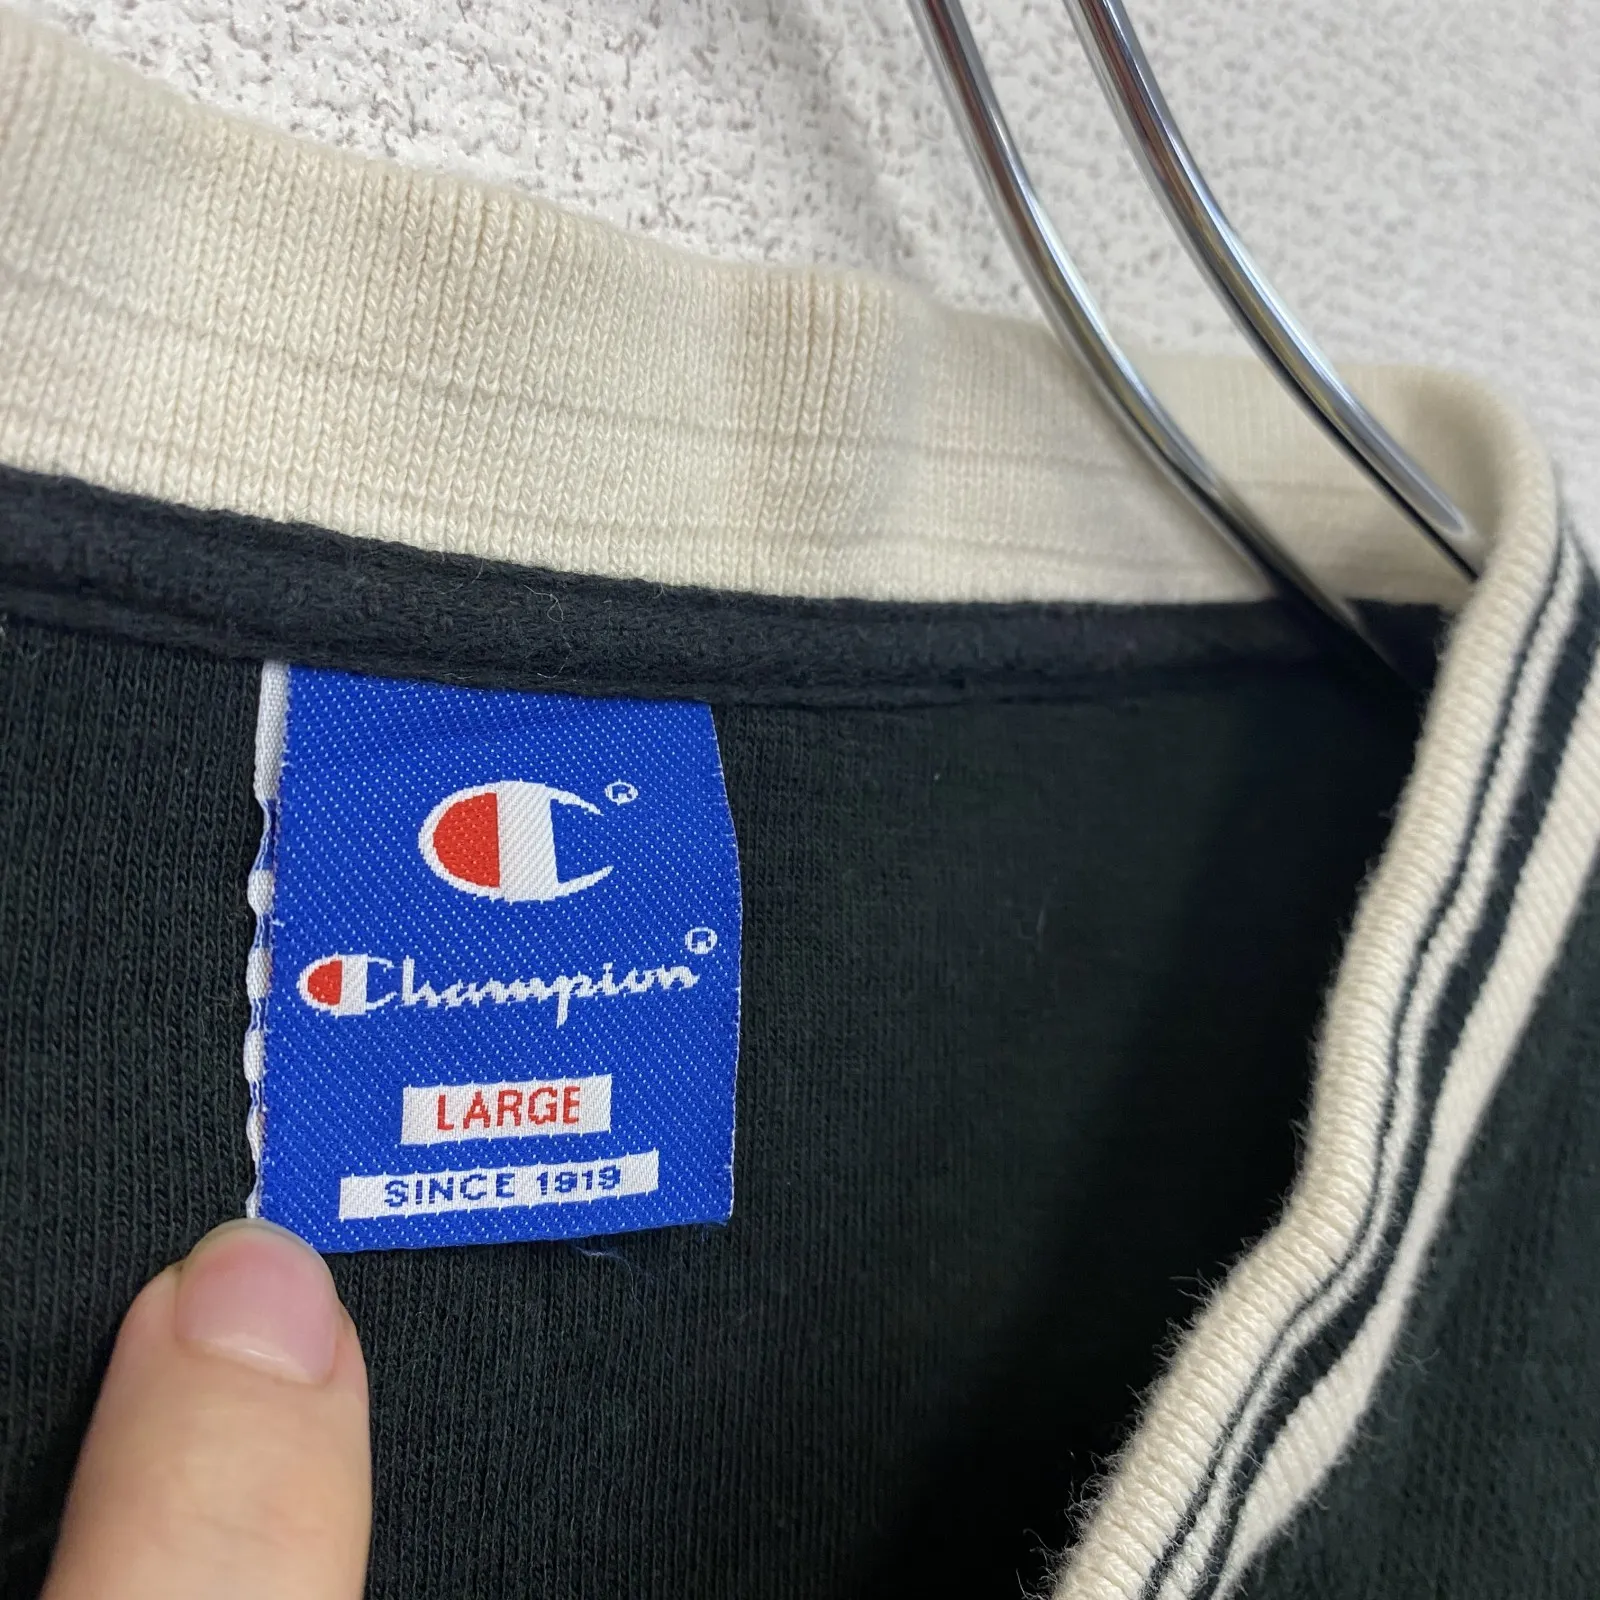 C®
Champion®
LARGE
SINCE 1919